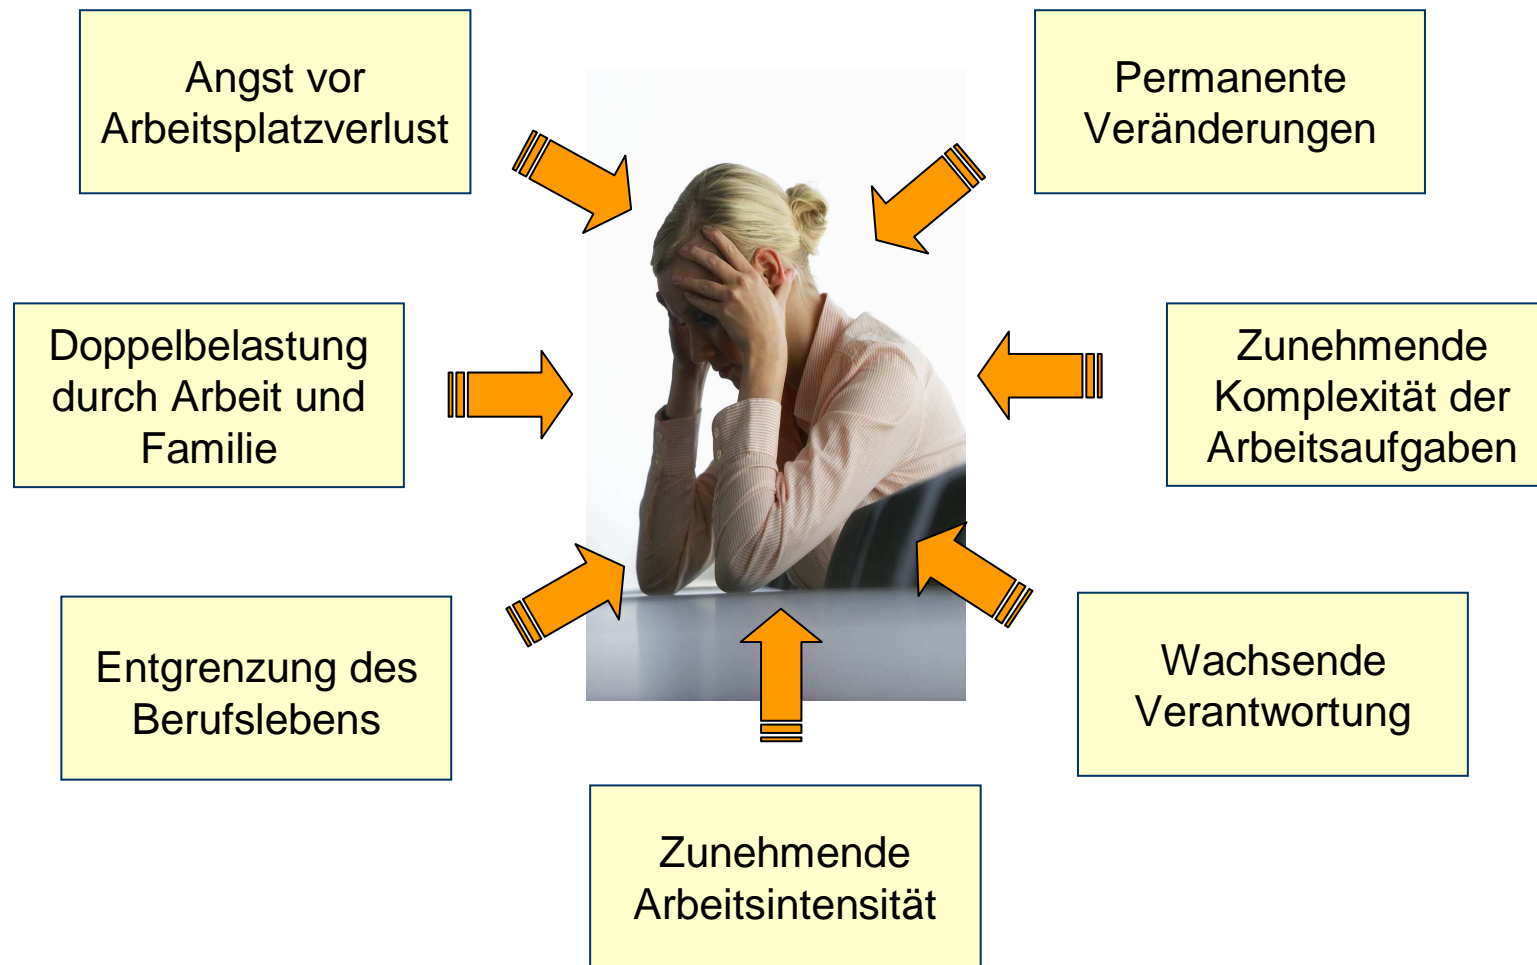 Angst vor
Arbeitsplatzverlust
Permanente
Veränderungen
Doppelbelastung
durch Arbeit und
Familie
Zunehmende
Komplexität der
Arbeitsaufgaben
Entgrenzung des
Berufslebens
Wachsende
Verantwortung
Zunehmende
Arbeitsintensität